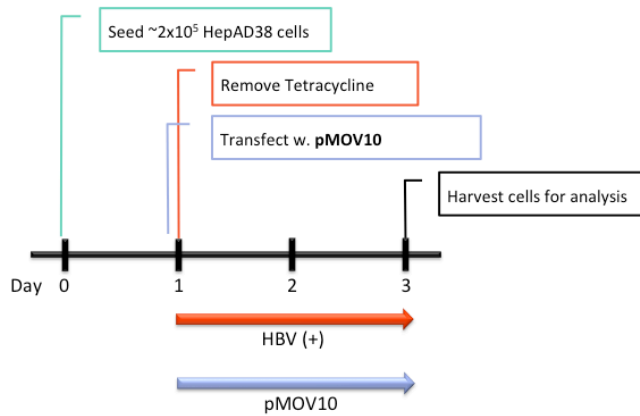 Seed ~2x10⁵ HepAD38 cells
Remove Tetracycline
Transfect w. pMOV10
Harvest cells for analysis
Day 0 1 2 3
HBV (+)
pMOV10